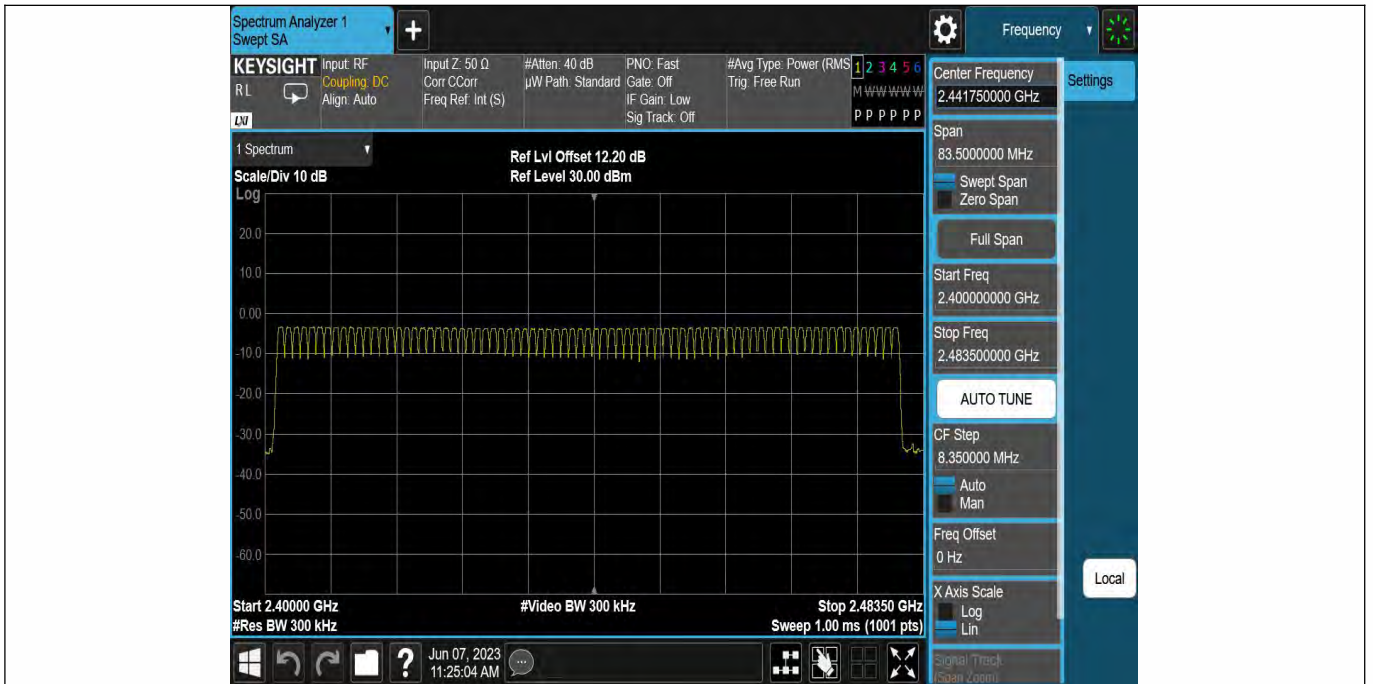 Spectrum Analyzer 1
Swept SA
+
Frequency
KEYSIGHT
RL
LXI
Input: RF
Coupling: DC
Align: Auto
Input Z: 50 Ω
Corr CCorr
Freq Ref: Int (S)
#Atten: 40 dB
µW Path: Standard
PNO: Fast
Gate: Off
IF Gain: Low
Sig Track: Off
#Avg Type: Power (RMS
Trig: Free Run
1 2 3 4 5 6
M W W W W W
P P P P P P
Center Frequency
2.441750000 GHz
Settings
Span
83.5000000 MHz
Swept Span
Zero Span
Full Span
Start Freq
2.400000000 GHz
Stop Freq
2.483500000 GHz
AUTO TUNE
CF Step
8.350000 MHz
Auto
Man
Freq Offset
0 Hz
X Axis Scale
Log
Lin
Signal Track
(Span Zoom)
Local
1 Spectrum
Scale/Div 10 dB
Ref Lvl Offset 12.20 dB
Ref Level 30.00 dBm
Log
20.0
10.0
0.00
-10.0
-20.0
-30.0
-40.0
-50.0
-60.0
Start 2.40000 GHz
#Res BW 300 kHz
#Video BW 300 kHz
Stop 2.48350 GHz
Sweep 1.00 ms (1001 pts)
?
Jun 07, 2023
11:25:04 AM